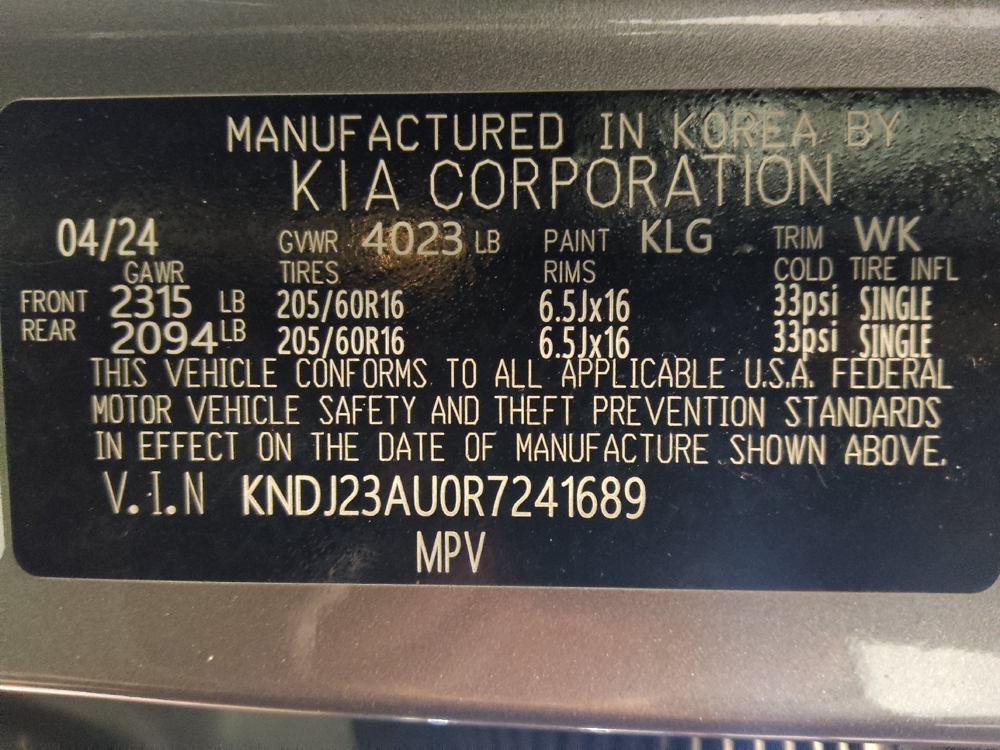 MANUFACTURED IN KOREA BY
KIA CORPORATION
04/24 GVWR 4023 LB PAINT KLG TRIM WK
GAWR TIRES RIMS COLD TIRE INFL
FRONT 2315 LB 205/60R16 6.5Jx16 33psi SINGLE
REAR 2094 LB 205/60R16 6.5Jx16 33psi SINGLE
THIS VEHICLE CONFORMS TO ALL APPLICABLE U.S.A. FEDERAL
MOTOR VEHICLE SAFETY AND THEFT PREVENTION STANDARDS
IN EFFECT ON THE DATE OF MANUFACTURE SHOWN ABOVE.
V.I.N KNDJ23AU0R7241689
MPV